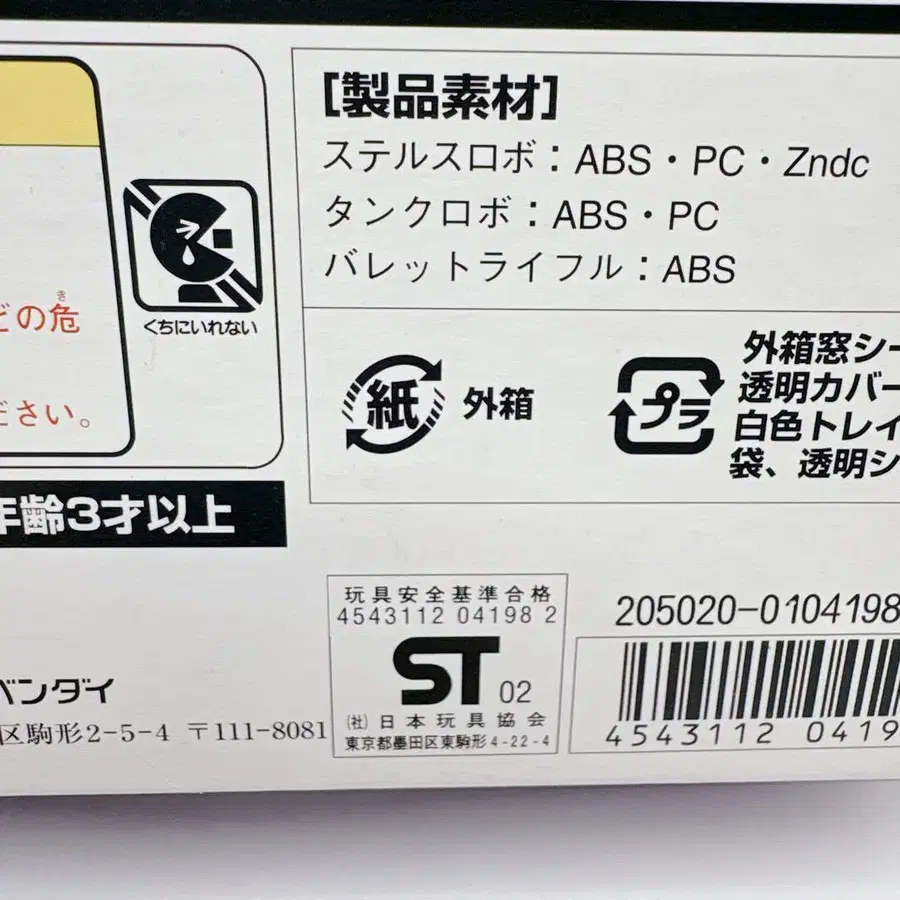 [製品素材]
ステルスロボ：ABS・PC・Zndc
タンクロボ：ABS・PC
バレットライフル：ABS
くちにいれない
どの危
き
ださい。
年齢3才以上
紙 外箱
プラ
外箱窓シー
透明カバー
白色トレイ
袋、透明シ
玩具安全基準合格
4543112 04198 2
ST 02
(社)日本玩具協会
東京都墨田区東駒形4-22-4
205020-0104198
4543112 0419
バンダイ
区駒形2-5-4 〒111-8081